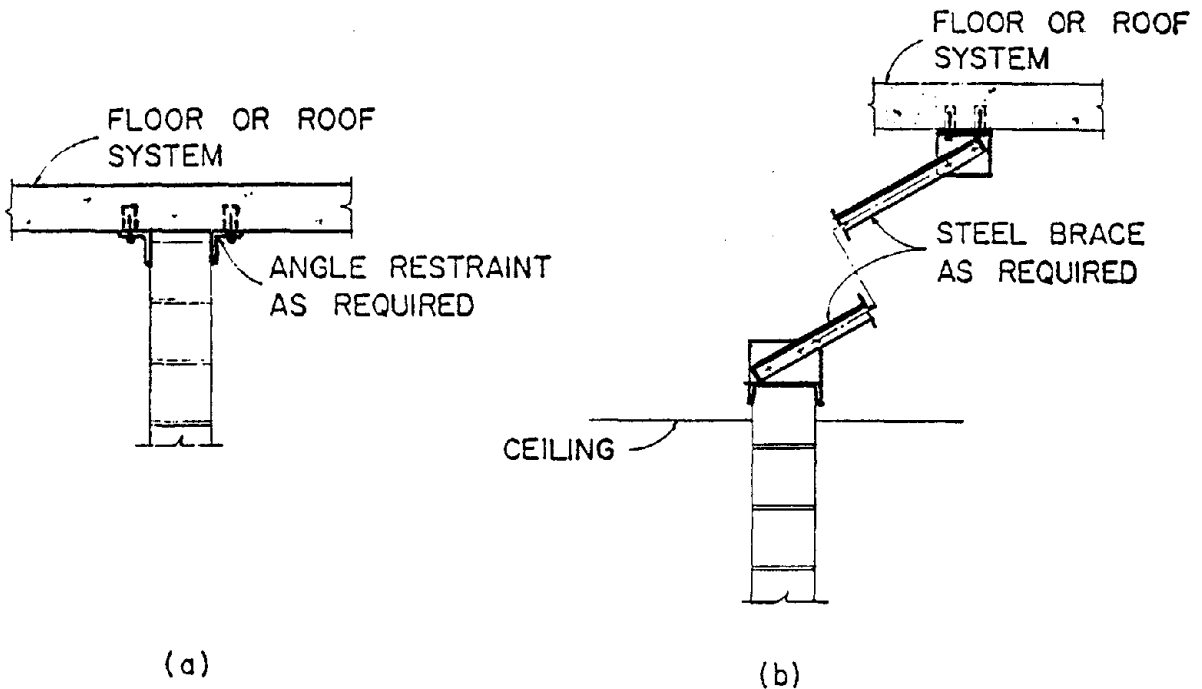 FLOOR OR ROOF
SYSTEM
ANGLE RESTRAINT
AS REQUIRED
(a)
FLOOR OR ROOF
SYSTEM
STEEL BRACE
AS REQUIRED
CEILING
(b)